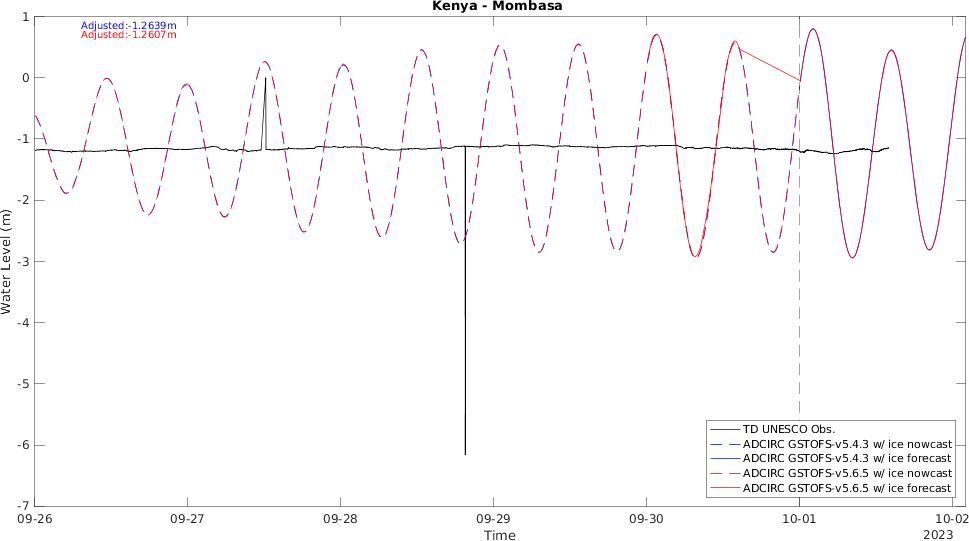 Kenya - Mombasa
Adjusted:-1.2639m
Adjusted:-1.2607m
1
0
-1
-2
-3
-4
-5
-6
-7
Water Level (m)
TD UNESCO Obs.
ADCIRC GSTOFS-v5.4.3 w/ ice nowcast
ADCIRC GSTOFS-v5.4.3 w/ ice forecast
ADCIRC GSTOFS-v5.6.5 w/ ice nowcast
ADCIRC GSTOFS-v5.6.5 w/ ice forecast
09-26
09-27
09-28
09-29
09-30
10-01
10-02
Time
2023